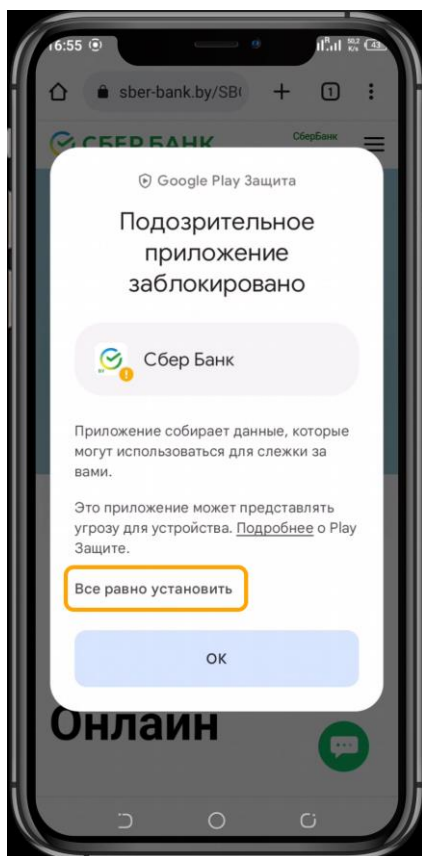 16:55
sber-bank.by/SB
1
СБЕР БАНК
СберБанк
Google Play Защита
Подозрительное
приложение
заблокировано
Сбер Банк
Приложение собирает данные, которые
могут использоваться для слежки за
вами.
Это приложение может представлять
угрозу для устройства. Подробнее о Play
Защите.
Все равно установить
ОК
Онлайн